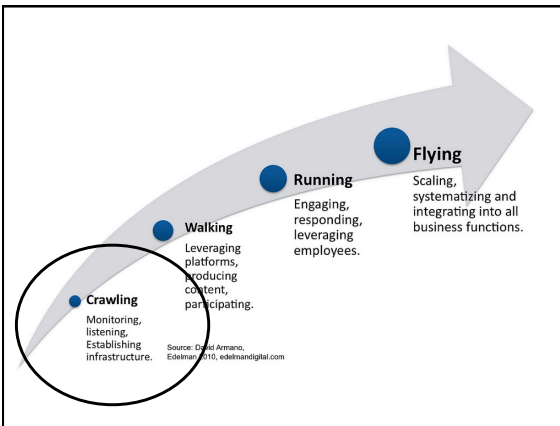 Crawling
Monitoring,
listening,
Establishing
infrastructure.
Walking
Leveraging
platforms,
producing
content,
participating.
Running
Engaging,
responding,
leveraging
employees.
Flying
Scaling,
systematizing and
integrating into all
business functions.
Source: David Armano,
Edelman 2010, edelmandigital.com